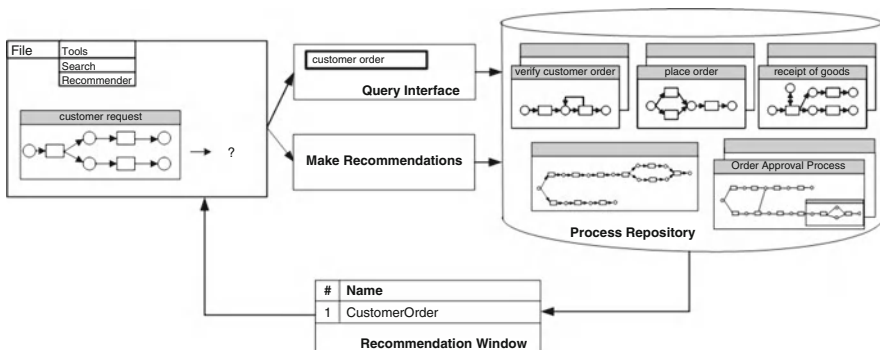 File
Tools
Search
Recommender
customer request
?
customer order
Query Interface
Make Recommendations
verify customer order
place order
receipt of goods
Order Approval Process
Process Repository
# Name
1 CustomerOrder
Recommendation Window